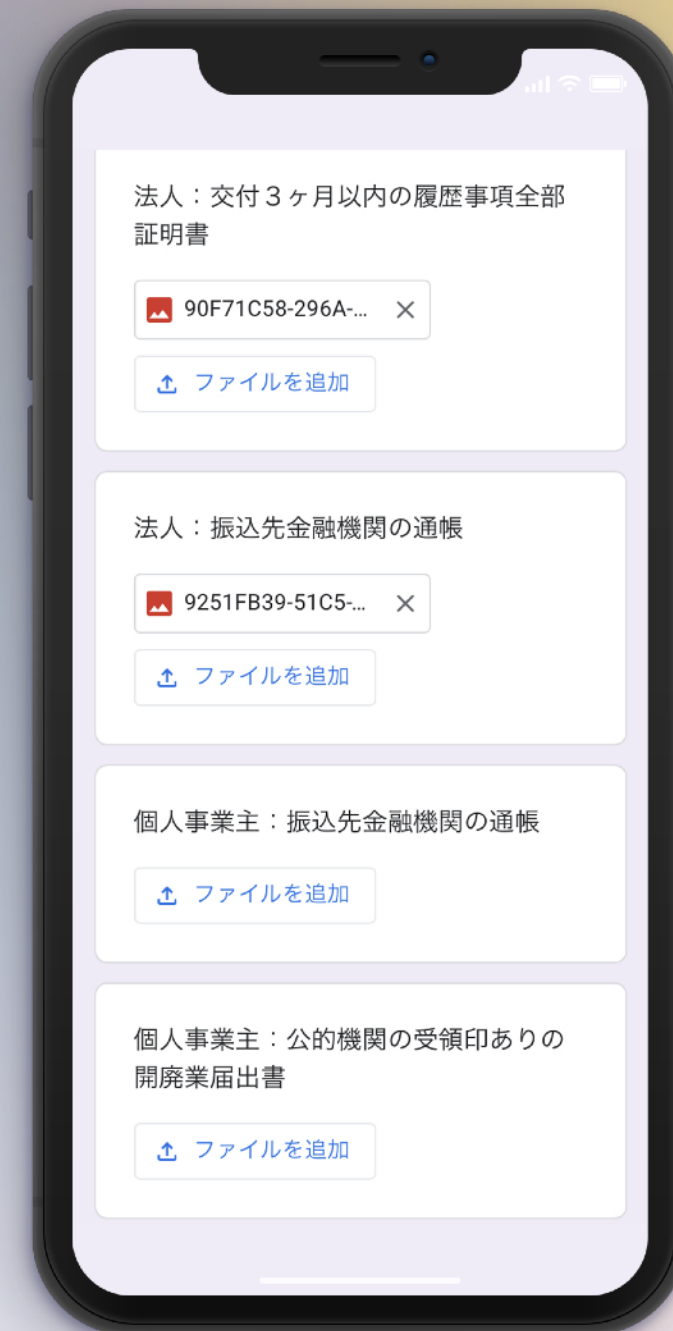 法人：交付３ヶ月以内の履歴事項全部
証明書
90F71C58-296A-...
ファイルを追加
法人：振込先金融機関の通帳
9251FB39-51C5-...
ファイルを追加
個人事業主：振込先金融機関の通帳
ファイルを追加
個人事業主：公的機関の受領印ありの
開廃業届出書
ファイルを追加